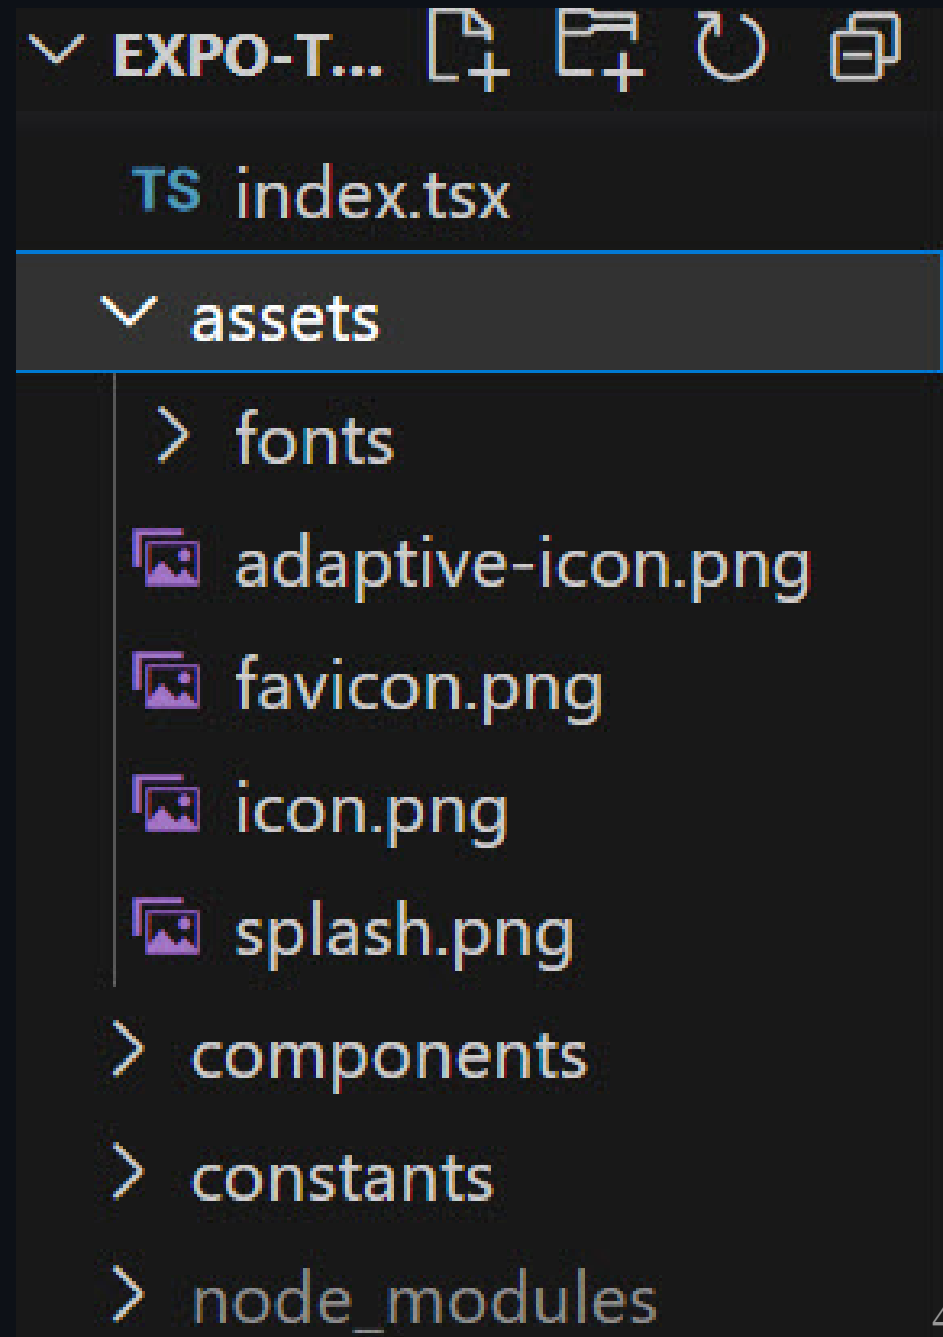 EXPO-T...
TS index.tsx
assets
fonts
adaptive-icon.png
favicon.png
icon.png
splash.png
components
constants
node_modules